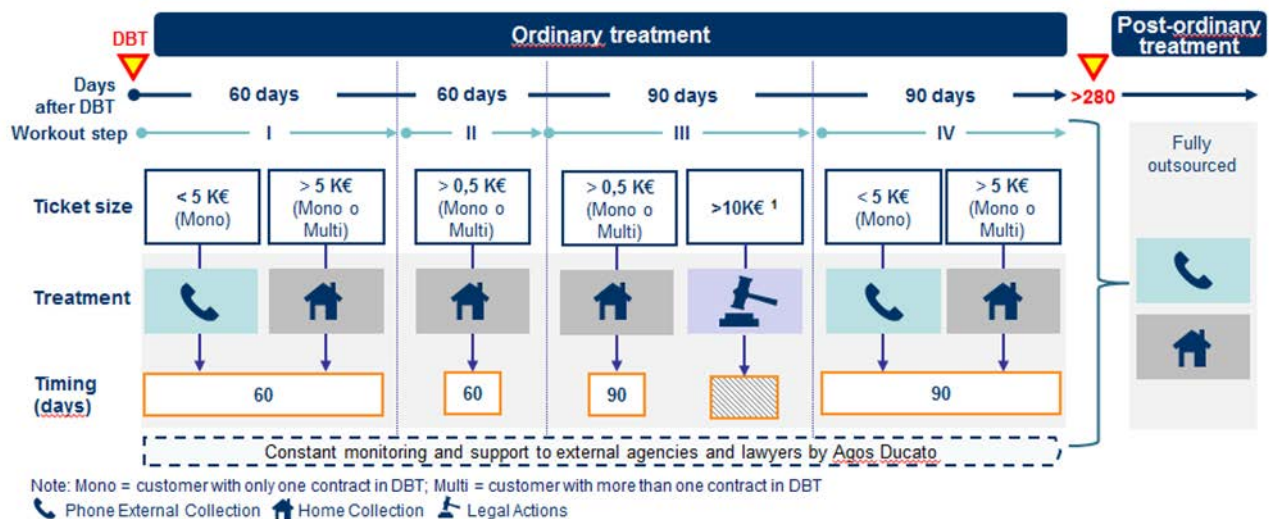 DBT
Ordinary treatment
Post-ordinary
treatment
Days
after DBT
60 days
60 days
90 days
90 days
>280
Workout step
I
II
III
IV
Fully
outsourced
Ticket size
< 5 K€
(Mono)
> 5 K€
(Mono o
Multi)
> 0,5 K€
(Mono o
Multi)
> 0,5 K€
(Mono o
Multi)
>10K€ 1
< 5 K€
(Mono)
> 5 K€
(Mono o
Multi)
Treatment
Timing
(days)
60
60
90
90
Constant monitoring and support to external agencies and lawyers by Agos Ducato
Note: Mono = customer with only one contract in DBT; Multi = customer with more than one contract in DBT
Phone External Collection Home Collection Legal Actions